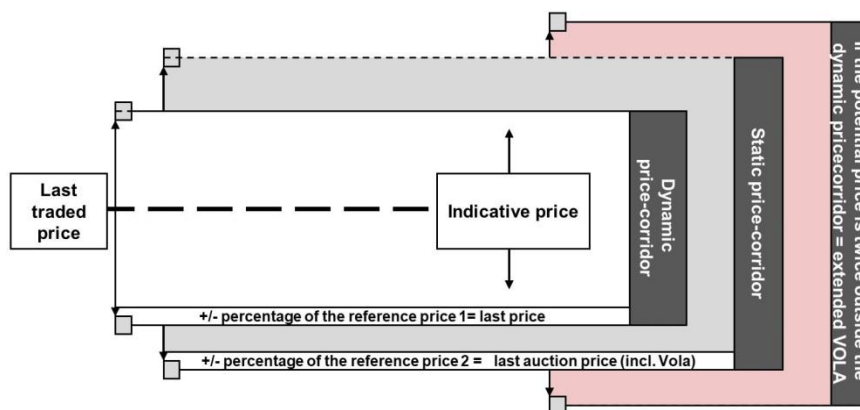 Last
traded
price
Indicative price
Dynamic
price-corridor
Static price-corridor
If the potential price is twice outside the
dynamic pricecorridor = extended VOLA
+/- percentage of the reference price 1= last price
+/- percentage of the reference price 2 = last auction price (incl. Vola)